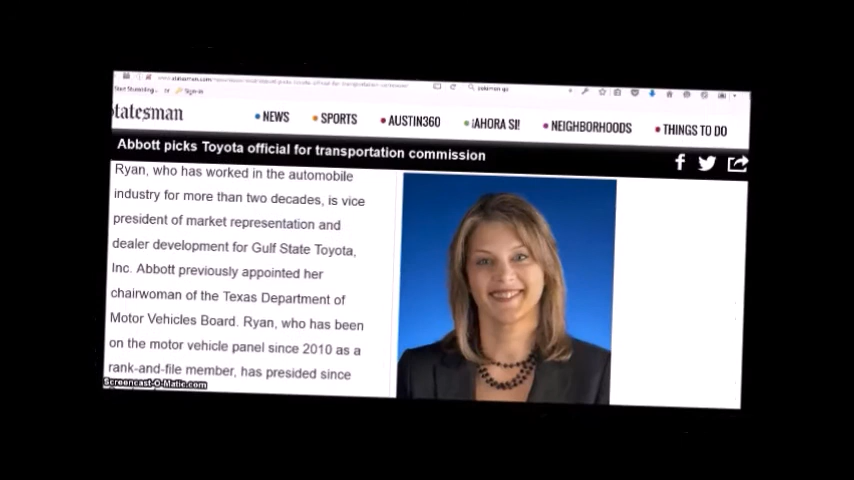 Sign in
Statesman
• NEWS • SPORTS • AUSTIN360 • ¡AHORA SÍ! • NEIGHBORHOODS • THINGS TO DO
Abbott picks Toyota official for transportation commission
Ryan, who has worked in the automobile
industry for more than two decades, is vice
president of market representation and
dealer development for Gulf State Toyota,
Inc. Abbott previously appointed her
chairwoman of the Texas Department of
Motor Vehicles Board. Ryan, who has been
on the motor vehicle panel since 2010 as a
rank-and-file member, has presided since
Screencast-O-Matic.com